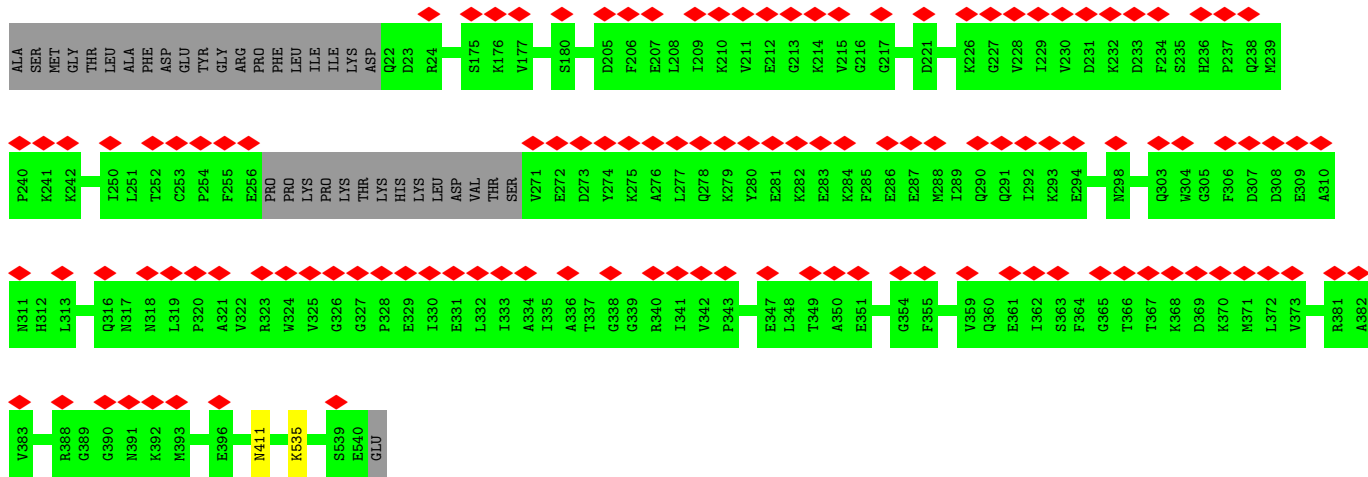 ALA SER MET GLY THR LEU ALA PHE ASP GLU TYR GLY ARG PRO PHE LEU ILE ILE LYS ASP Q22 D23 R24 S175 K176 V177 S180 D205 F206 E207 L208 I209 K210 V211 E212 G213 K214 V215 G216 G217 D221 K226 G227 V228 I229 V230 D231 K232 D233 F234 S235 H236 P237 Q238 M239
P240 K241 K242 I250 L251 T252 C253 P254 F255 E256 PRO PRO LYS PRO LYS THR LYS HIS LYS LEU ASP VAL THR SER V271 E272 D273 Y274 K275 A276 L277 Q278 K279 Y280 E281 K282 E283 K284 F285 E286 E287 M288 I289 Q290 Q291 I292 K293 E294 N298 Q303 W304 G305 F306 D307 D308 E309 A310
N311 H312 L313 Q316 N317 N318 L319 P320 A321 V322 R323 W324 V325 G326 G327 P328 E329 I330 E331 L332 I333 A334 I335 A336 T337 G338 G339 R340 I341 V342 P343 E347 L348 T349 A350 E351 G354 F355 V359 Q360 E361 I362 S363 F364 G365 T366 T367 K368 D369 K370 M371 L372 V373 R381 A382
V383 R388 G389 G390 N391 K392 M393 E396 N411 K535 S539 E540 GLU